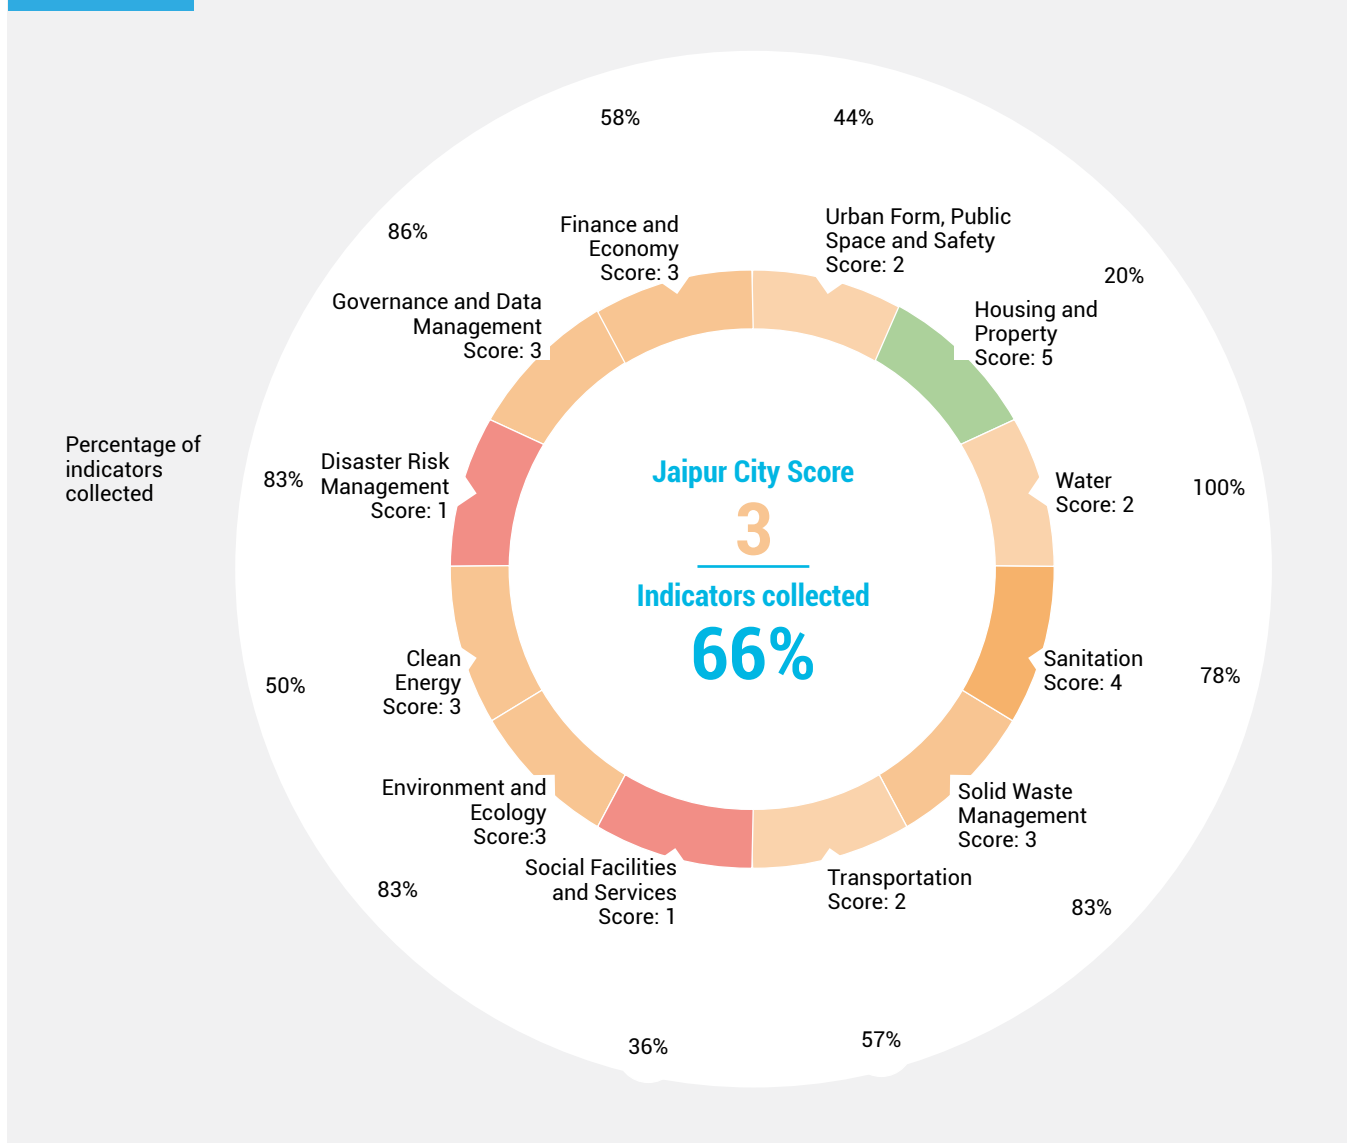 58%
44%
Urban Form, Public
Space and Safety
Score: 2
Finance and
Economy
Score: 3
86%
20%
Governance and Data
Management
Score: 3
Housing and
Property
Score: 5
Percentage of
indicators
collected
83%
Disaster Risk
Management
Score: 1
Jaipur City Score
3
Indicators collected
66%
Water
Score: 2
100%
50%
Clean
Energy
Score: 3
Sanitation
Score: 4
78%
Environment and
Ecology
Score:3
Solid Waste
Management
Score: 3
83%
Social Facilities
and Services
Score: 1
Transportation
Score: 2
83%
36%
57%